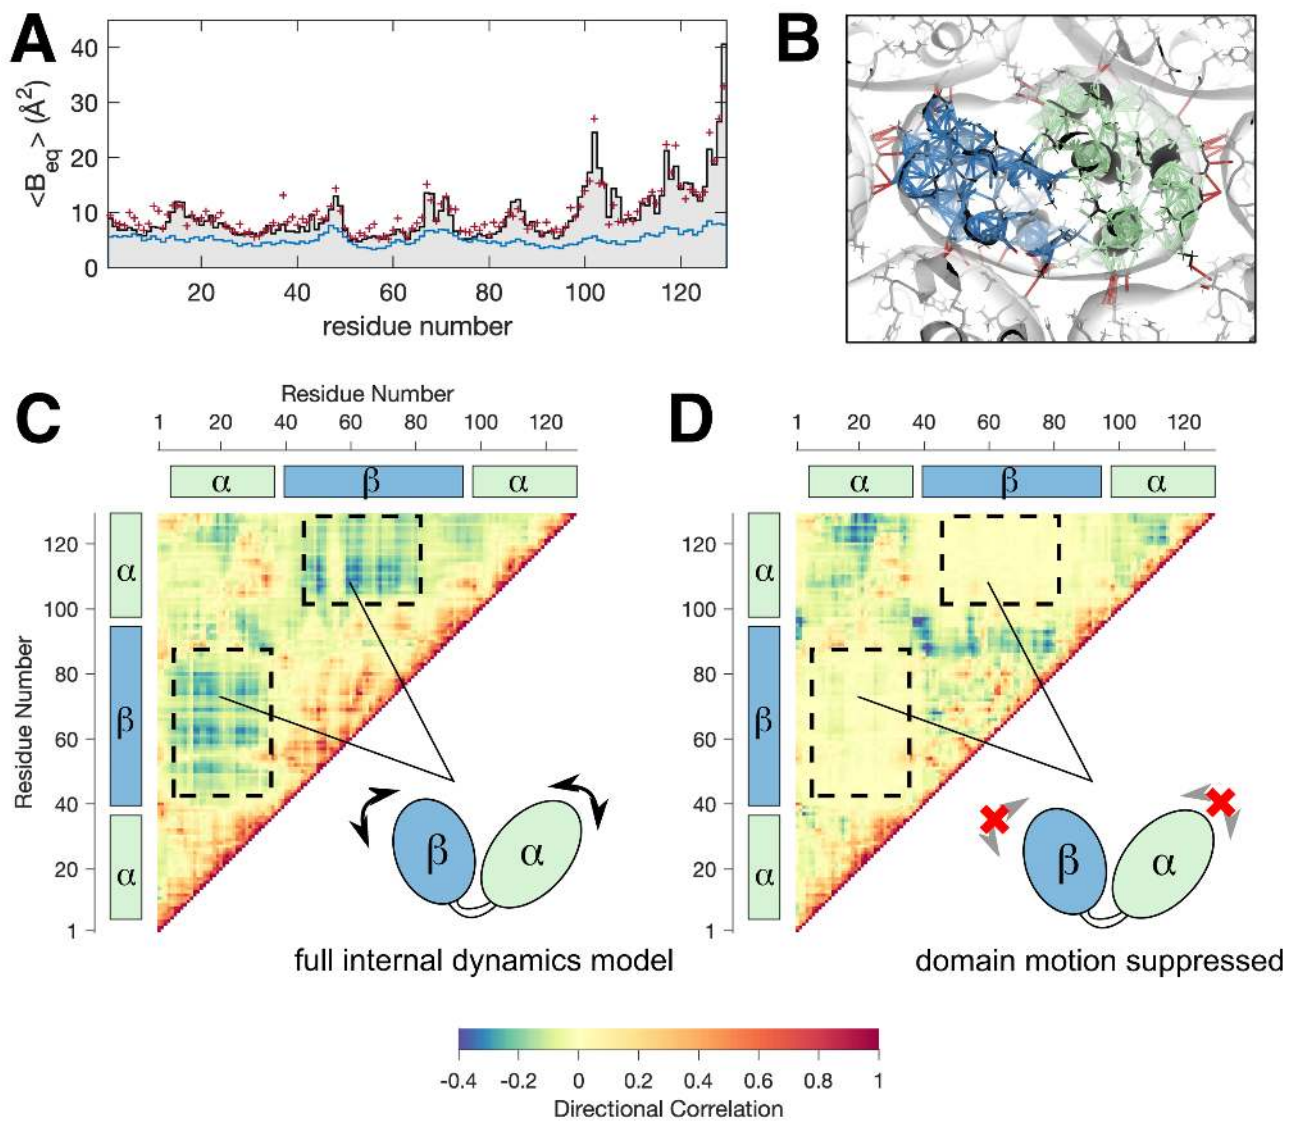 A
B
<B_eq> (Å²)
40
30
20
10
0
20 40 60 80 100 120
residue number
C
D
Residue Number
1 20 40 60 80 100 120
1 20 40 60 80 100 120
α β α
α β α
Residue Number
120
100
80
60
40
20
1
α
β
α
120
100
80
60
40
20
1
α
β
α
β α
β α
full internal dynamics model
domain motion suppressed
-0.4 -0.2 0 0.2 0.4 0.6 0.8 1
Directional Correlation